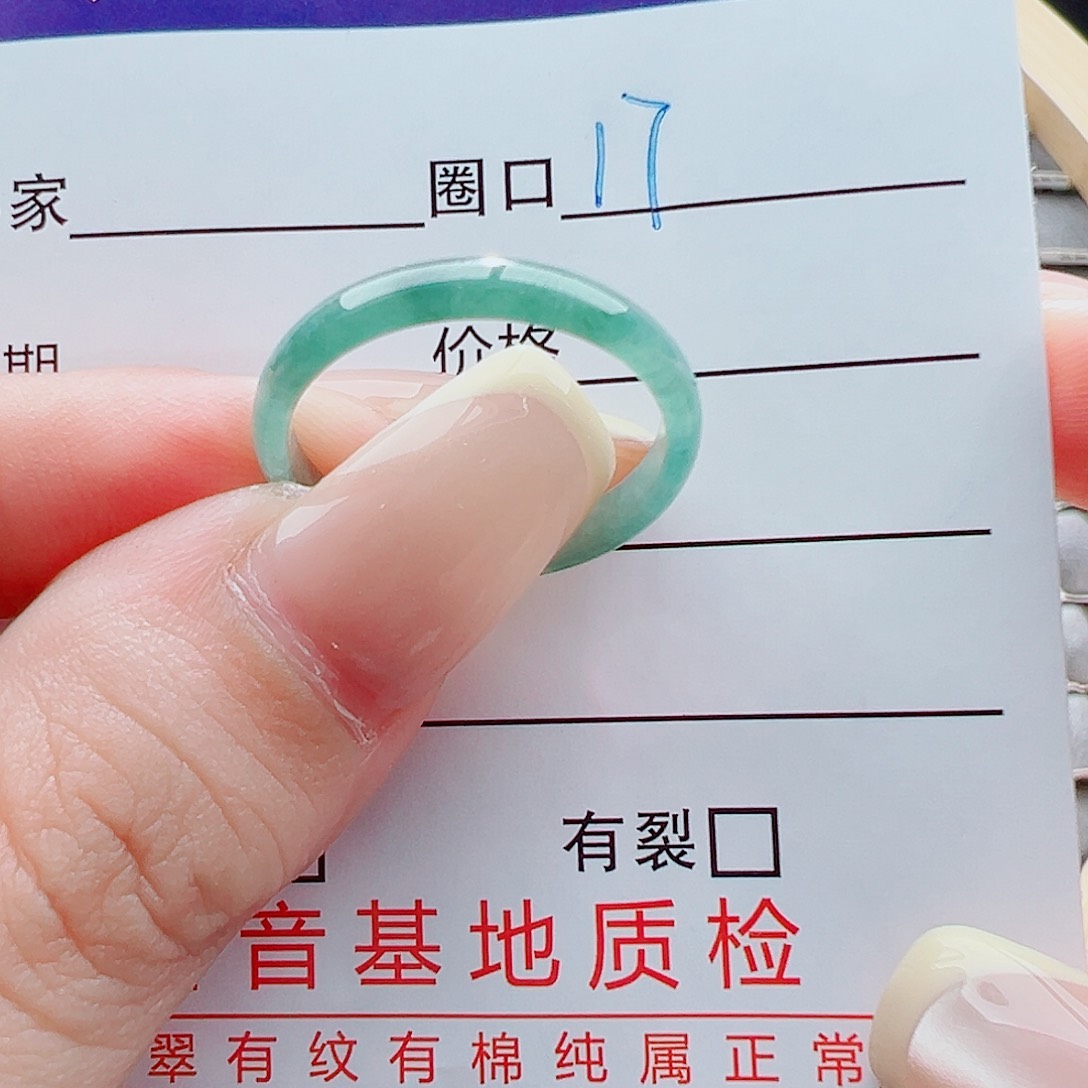 家 圈口 17
期 价格
有裂
音基地质检
翠有纹有棉纯属正常